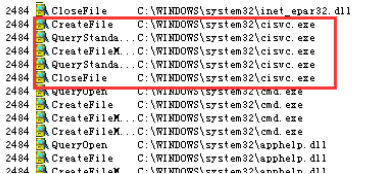 2484 CloseFile C:\WINDOWS\system32\inet_epar32.dll
2484 CreateFile C:\WINDOWS\system32\cisvc.exe
2484 QueryStanda... C:\WINDOWS\system32\cisvc.exe
2484 CreateFileM... C:\WINDOWS\system32\cisvc.exe
2484 QueryStanda... C:\WINDOWS\system32\cisvc.exe
2484 CloseFile C:\WINDOWS\system32\cisvc.exe
2484 QueryOpen C:\WINDOWS\system32\cmd.exe
2484 CreateFile C:\WINDOWS\system32\cmd.exe
2484 CreateFileM... C:\WINDOWS\system32\cmd.exe
2484 QueryOpen C:\WINDOWS\system32\apphelp.dll
2484 CreateFile C:\WINDOWS\system32\apphelp.dll
2484 CreateFileM... C:\WINDOWS\system32\apphelp.dll